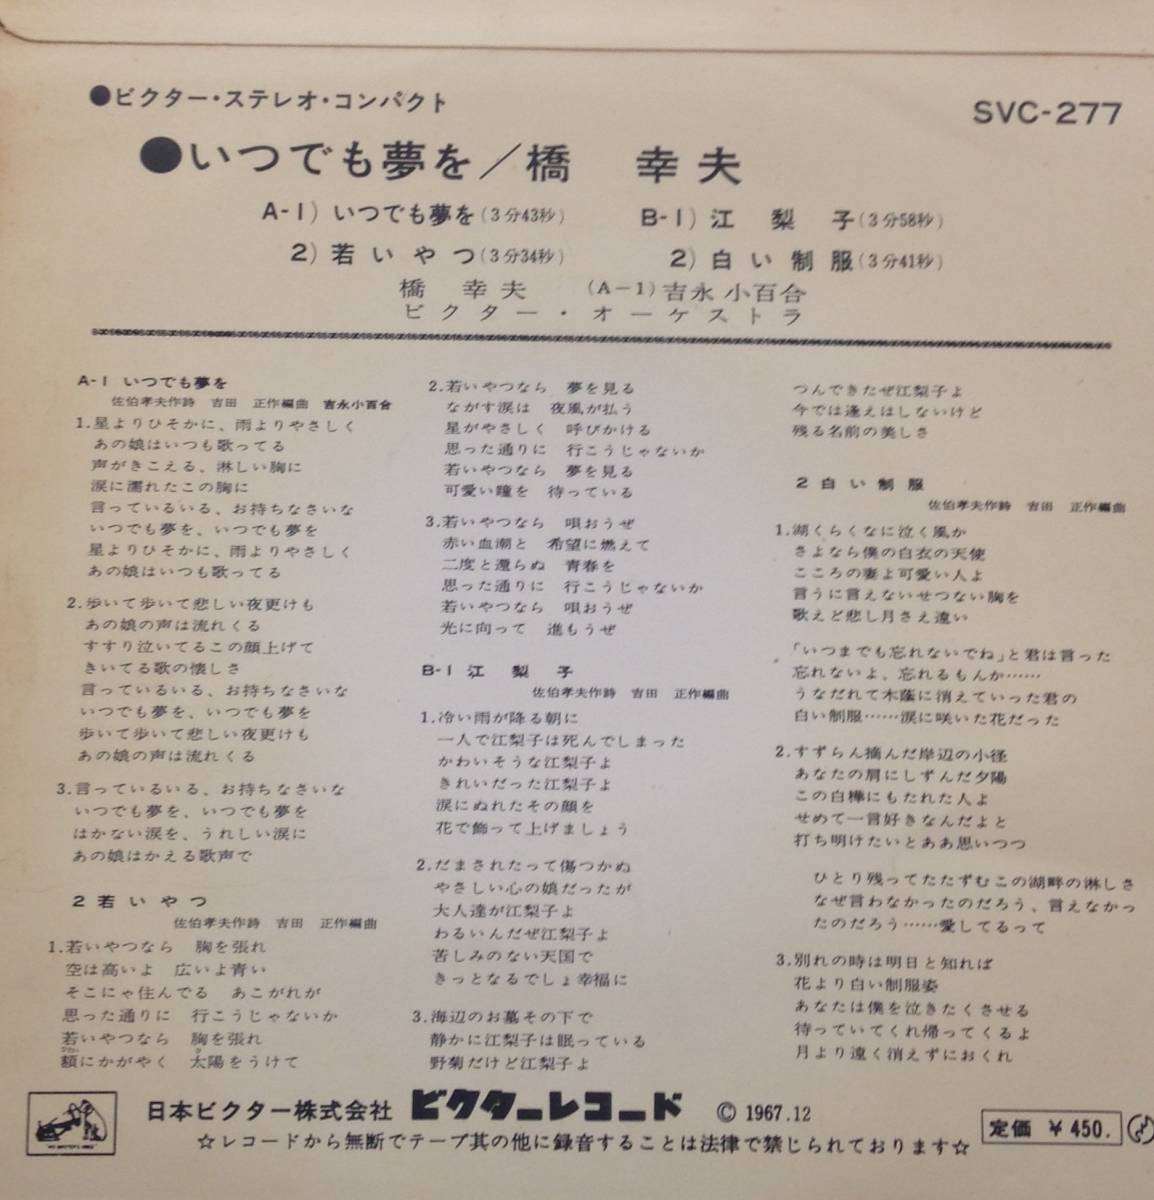 ●ビクター・ステレオ・コンパクト
SVC-277
●いつでも夢を／橋 幸夫
A-1）いつでも夢を（3分43秒）
2）若いやつ（3分34秒）
B-1）江梨子（3分58秒）
2）白い制服（3分41秒）
橋 幸夫 （A-1）吉永 小百合
ビクター・オーケストラ
A-1 いつでも夢を
佐伯孝夫作詩 吉田 正作編曲 吉永小百合
1.星よりひそかに、雨よりやさしく
あの娘はいつも歌ってる
声がきこえる、淋しい胸に
涙に濡れたこの胸に
言っているいる、お持ちなさいな
いつでも夢を、いつでも夢を
星よりひそかに、雨よりやさしく
あの娘はいつも歌ってる
2.歩いて歩いて悲しい夜更けも
あの娘の声は流れくる
すすり泣いてるこの顔上げて
きいてる歌の懐しさ
言っているいる、お持ちなさいな
いつでも夢を、いつでも夢を
歩いて歩いて悲しい夜更けも
あの娘の声は流れくる
3.言っているいる、お持ちなさいな
いつでも夢を、いつでも夢を
はかない涙を、うれしい涙に
あの娘はかえる歌声で
2 若いやつ
佐伯孝夫作詩 吉田 正作編曲
1.若いやつなら 胸を張れ
空は高いよ 広いよ青い
そこにゃ住んでる あこがれが
思った通りに 行こうじゃないか
若いやつなら 胸を張れ
額にかがやく 太陽をうけて
2.若いやつなら 夢を見る
ながす涙は 夜風が払う
星がやさしく 呼びかける
思った通りに 行こうじゃないか
若いやつなら 夢を見る
可愛い瞳を 待っている
3.若いやつなら 唄おうぜ
赤い血潮と 希望に燃えて
二度と還らぬ 青春を
思った通りに 行こうじゃないか
若いやつなら 唄おうぜ
光に向って 進もうぜ
B-1 江梨子
佐伯孝夫作詩 吉田 正作編曲
1.冷い雨が降る朝に
一人で江梨子は死んでしまった
かわいそうな江梨子よ
きれいだった江梨子よ
涙にぬれたその顔を
花で飾って上げましょう
2.だまされたって傷つかぬ
やさしい心の娘だったが
大人達が江梨子よ
わるいんだぜ江梨子よ
苦しみのない天国で
きっとなるでしょ幸福に
3.海辺のお墓その下で
静かに江梨子は眠っている
野菊だけど江梨子よ
つんできたぜ江梨子よ
今では逢えはしないけど
残る名前の美しさ
2 白い制服
佐伯孝夫作詩 吉田 正作編曲
1.湖くらくなに泣く風か
さよなら僕の白衣の天使
こころの妻よ可愛い人よ
言うに言えないせつない胸を
歌えど悲し月さえ遠い
「いつまでも忘れないでね」と君は言った
忘れないよ、忘れるもんか……
うなだれて木蔭に消えていった君の
白い制服……涙に咲いた花だった
2.すずらん摘んだ岸辺の小径
あなたの肩にしずんだ夕陽
この白樺にもたれた人よ
せめて一言好きなんだよと
打ち明けたいとああ思いつつ
ひとり残ってたたずむこの湖畔の淋しさ
なぜ言わなかったのだろう、言えなかっ
たのだろう……愛してるって
3.別れの時は明日と知れば
花より白い制服姿
あなたは僕を泣きたくさせる
待っていてくれ帰ってくるよ
月より遠く消えずにおくれ
日本ビクター株式会社 ビクターレコード © 1967.12
☆レコードから無断でテープ其の他に録音することは法律で禁じられております☆
定価 ￥450.